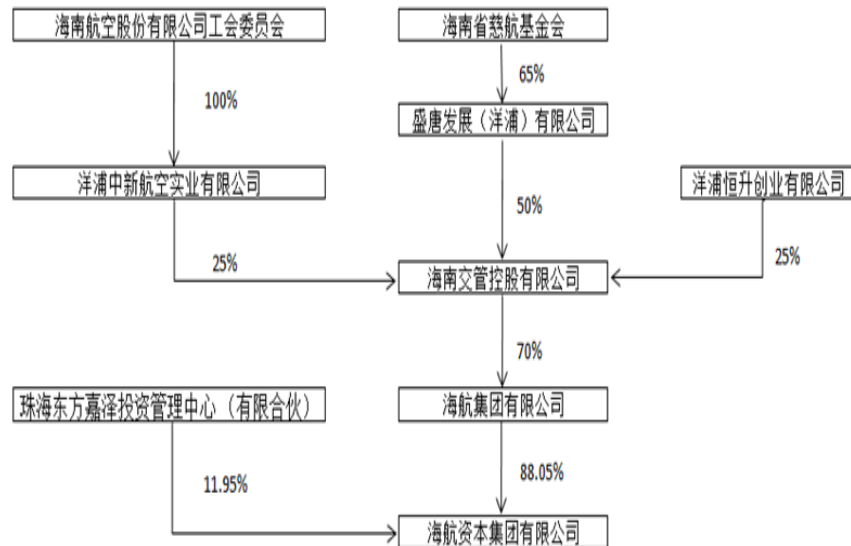 海南航空股份有限公司工会委员会
海南省慈航基金会
65%
100%
盛唐发展（洋浦）有限公司
洋浦中新航空实业有限公司
洋浦恒升创业有限公司
50%
25%
25%
海南交管控股有限公司
70%
珠海东方嘉泽投资管理中心（有限合伙）
海航集团有限公司
11.95%
88.05%
海航资本集团有限公司